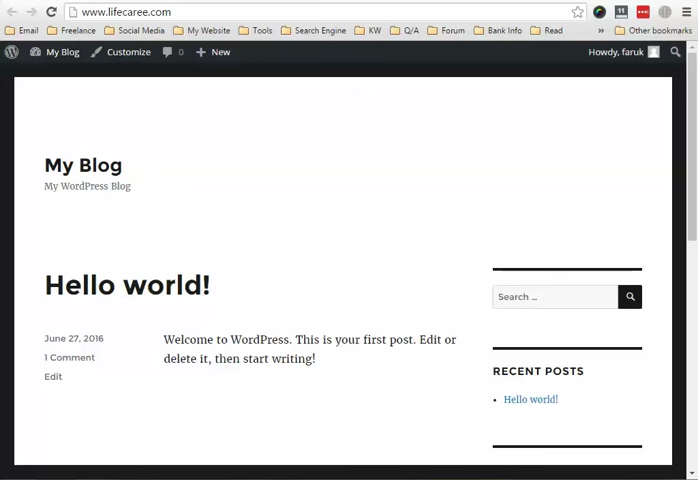 www.lifecaree.com
Email Freelance Social Media My Website Tools Search Engine KW Q/A Forum Bank Info Read » Other bookmarks
My Blog Customize 0 New Howdy, faruk
My Blog
My WordPress Blog
Hello world!
June 27, 2016
1 Comment
Edit
Welcome to WordPress. This is your first post. Edit or
delete it, then start writing!
Search …
RECENT POSTS
• Hello world!